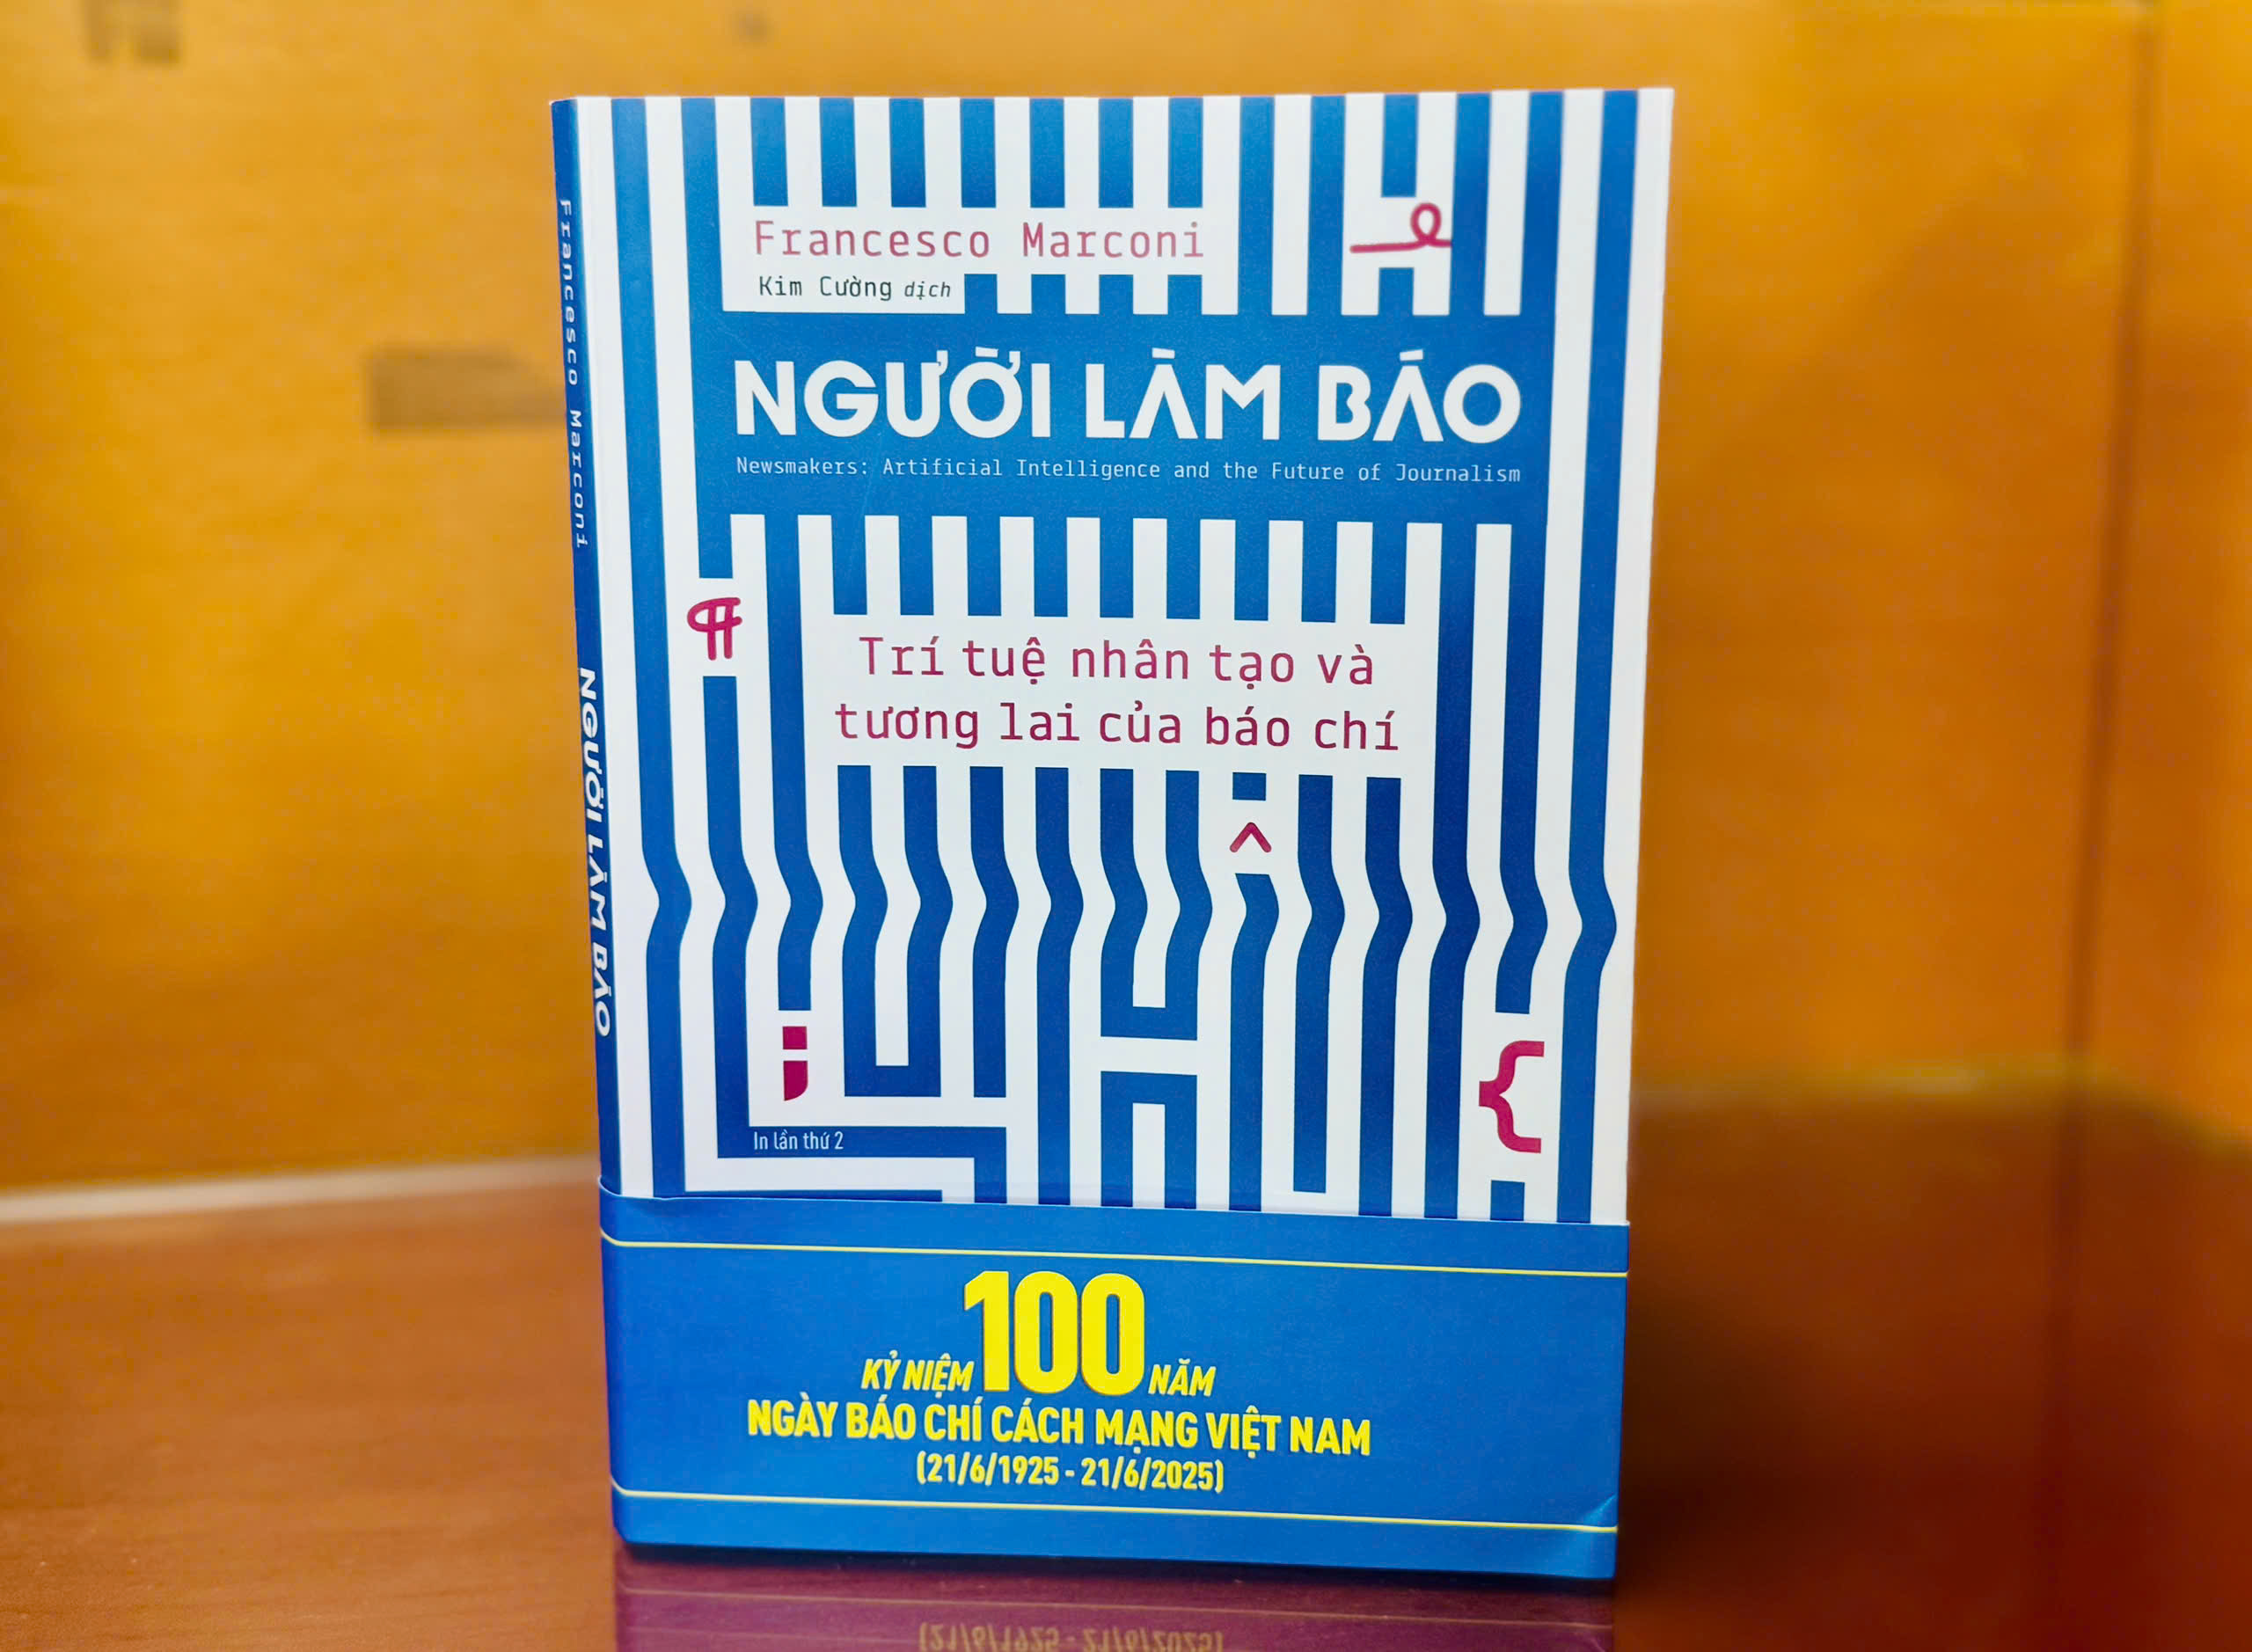 Francesco Marconi
Kim Cường dịch
NGƯỜI LÀM BÁO
Newsmakers: Artificial Intelligence and the Future of Journalism
¶
Trí tuệ nhân tạo và
tương lai của báo chí
^
;
{
In lần thứ 2
KỶ NIỆM 100 NĂM
NGÀY BÁO CHÍ CÁCH MẠNG VIỆT NAM
(21/6/1925 - 21/6/2025)
Francesco Marconi
NGƯỜI LÀM BÁO